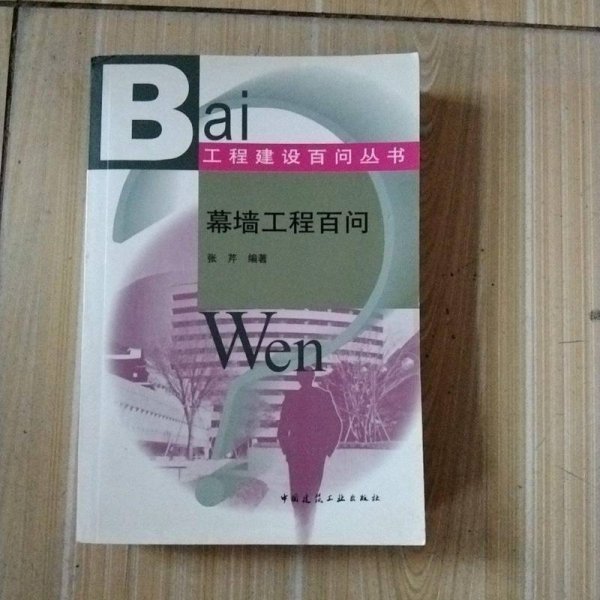 Bai
工程建设百问丛书
幕墙工程百问
张 芹 编著
Wen
中国建筑工业出版社